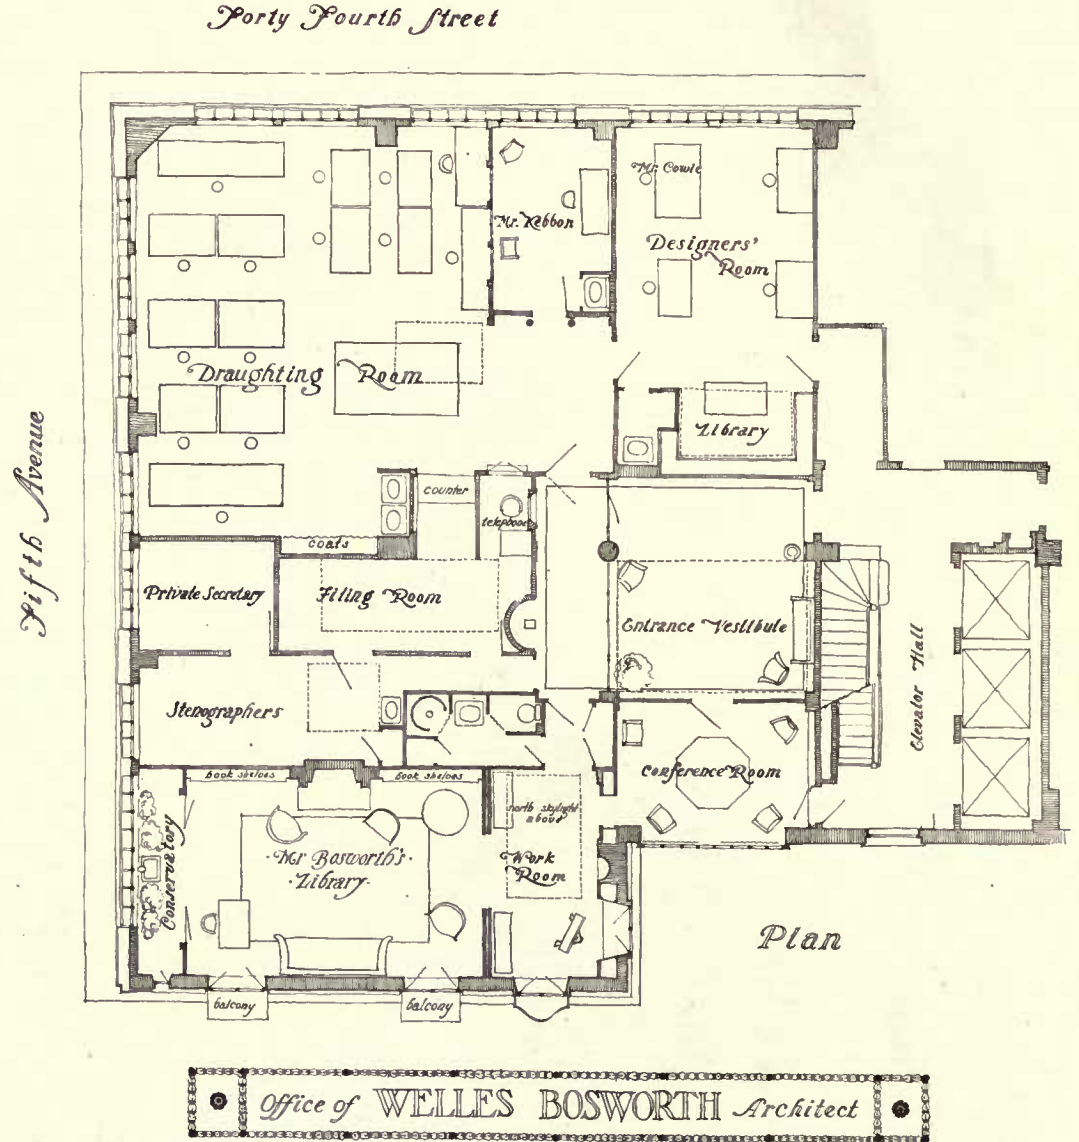 Forty Fourth Street
Fifth Avenue
Mr. Cowle
Mr. Kebbon
Designers'
Room
Draughting Room
Library
counter
telephone
coats
Private Secretary
Filing Room
Entrance Vestibule
Elevator Hall
Stenographers
Conference Room
book shelves
book shelves
north skylight
above
Conservatory
Mr Bosworth's
Library
Work
Room
Plan
balcony
balcony
Office of WELLES BOSWORTH Architect